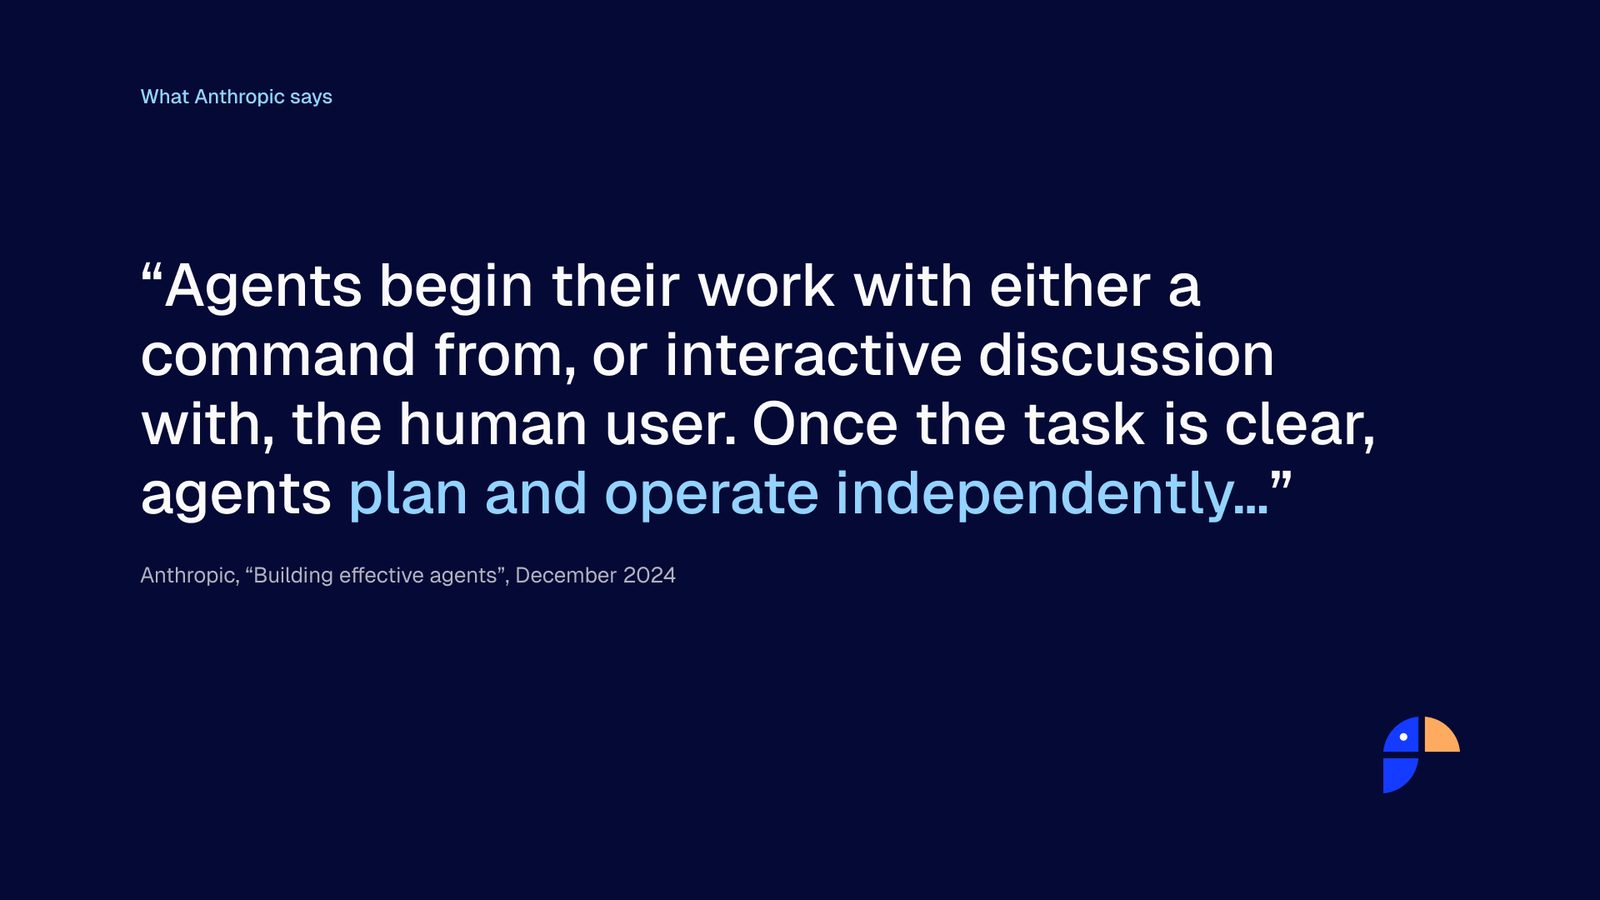 What Anthropic says
“Agents begin their work with either a
command from, or interactive discussion
with, the human user. Once the task is clear,
agents plan and operate independently...”
Anthropic, “Building effective agents”, December 2024